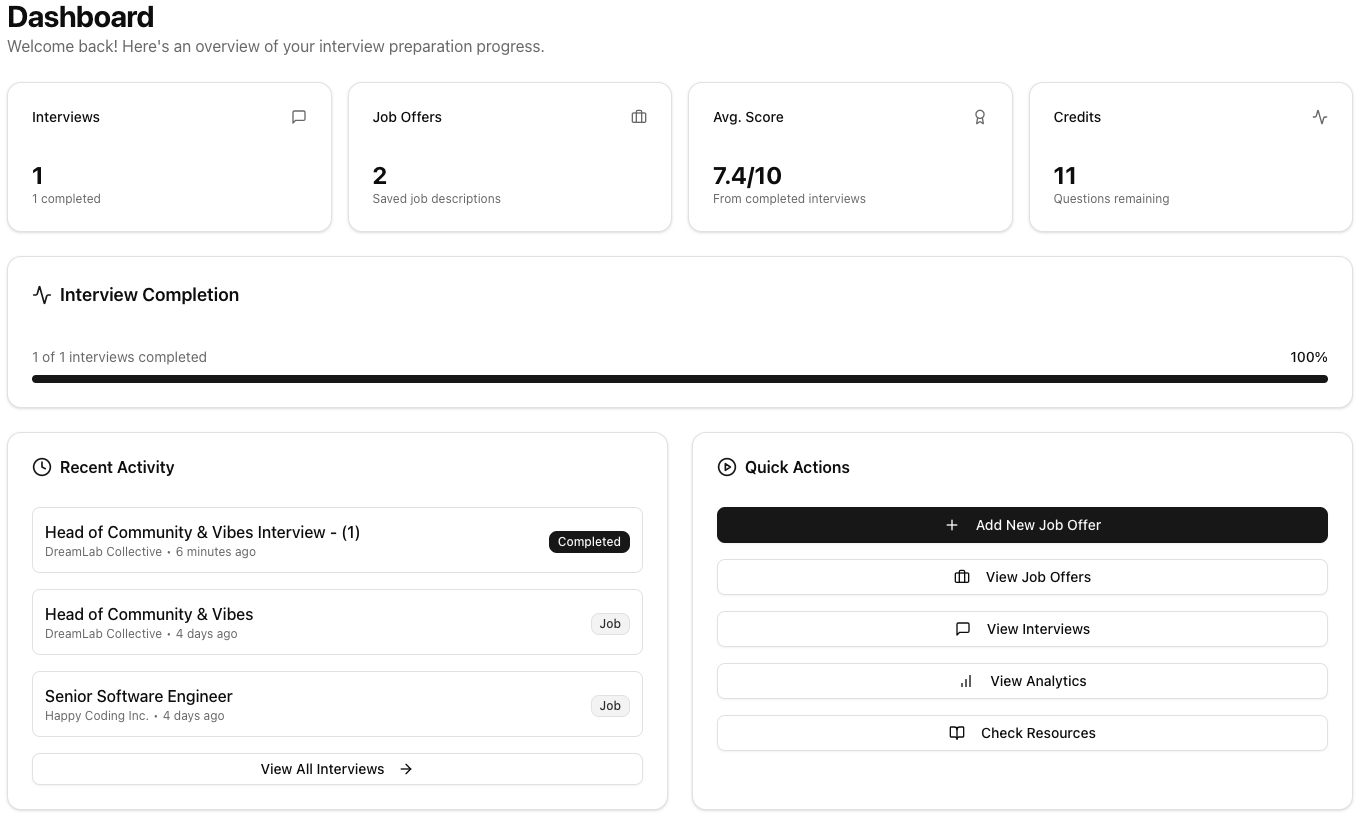 Dashboard
Welcome back! Here's an overview of your interview preparation progress.
Interviews
1
1 completed
Job Offers
2
Saved job descriptions
Avg. Score
7.4/10
From completed interviews
Credits
11
Questions remaining
Interview Completion
1 of 1 interviews completed
100%
Recent Activity
Head of Community & Vibes Interview - (1)
DreamLab Collective • 6 minutes ago
Completed
Head of Community & Vibes
DreamLab Collective • 4 days ago
Job
Senior Software Engineer
Happy Coding Inc. • 4 days ago
Job
View All Interviews
Quick Actions
Add New Job Offer
View Job Offers
View Interviews
View Analytics
Check Resources